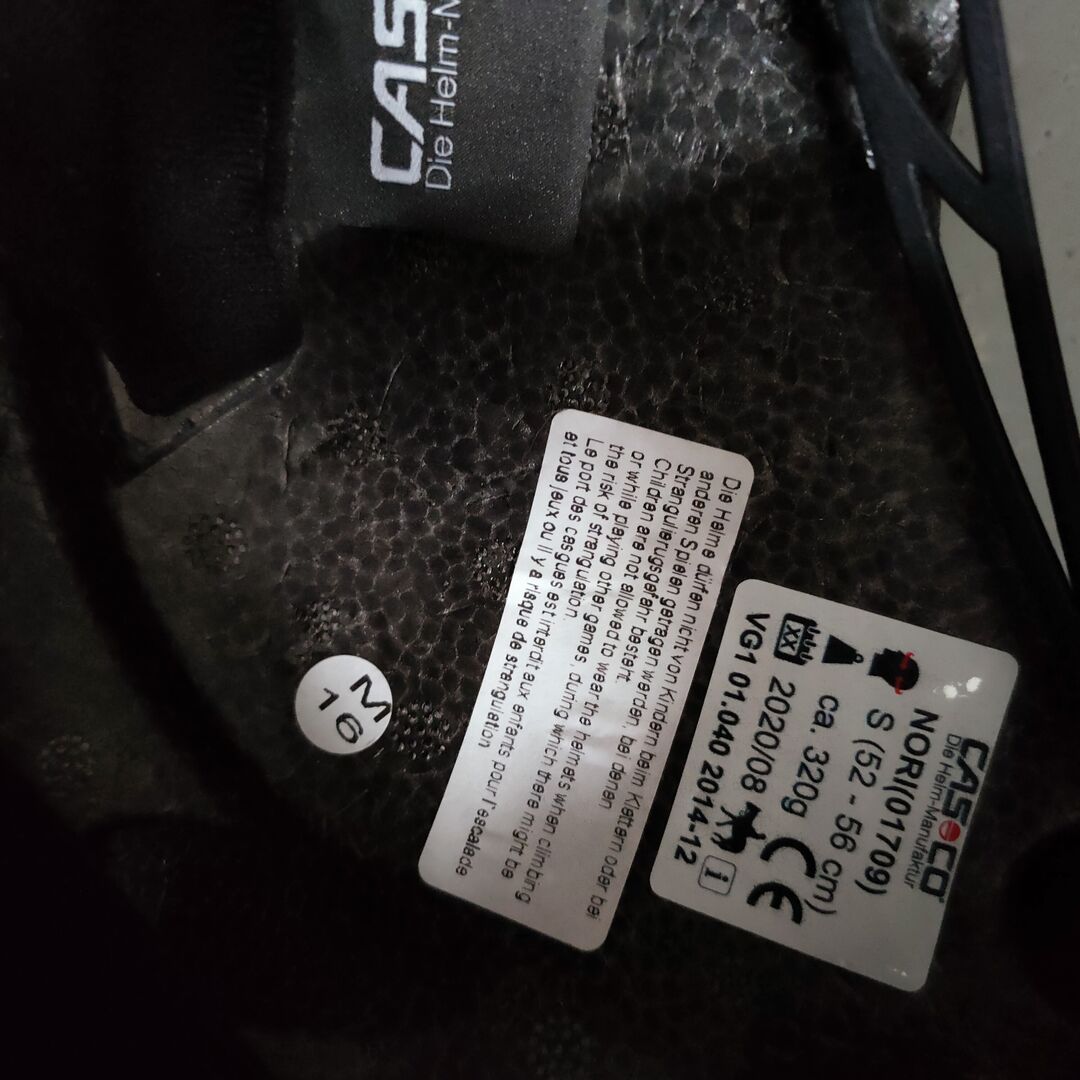 CAS
Die Helm-M
Die Helme dürfen nicht von Kindern beim Klettern oder bei
anderen Spielen getragen werden, bei denen
Strangulierugsgefahr besteht.
Children are not allowed to wear the helmets when climbing
or while playing other games, during which there might be
the risk of strangulation.
Le port des casques est interdit aux enfants pour l'escalade
et tous jeux ou il y a risque de strangulation
M
16
CASCO
Die Helm-Manufaktur
NORI(01709)
S (52 - 56 cm)
ca. 320g
XX 2020/08 CE
VG1 01.040 2014-12 i